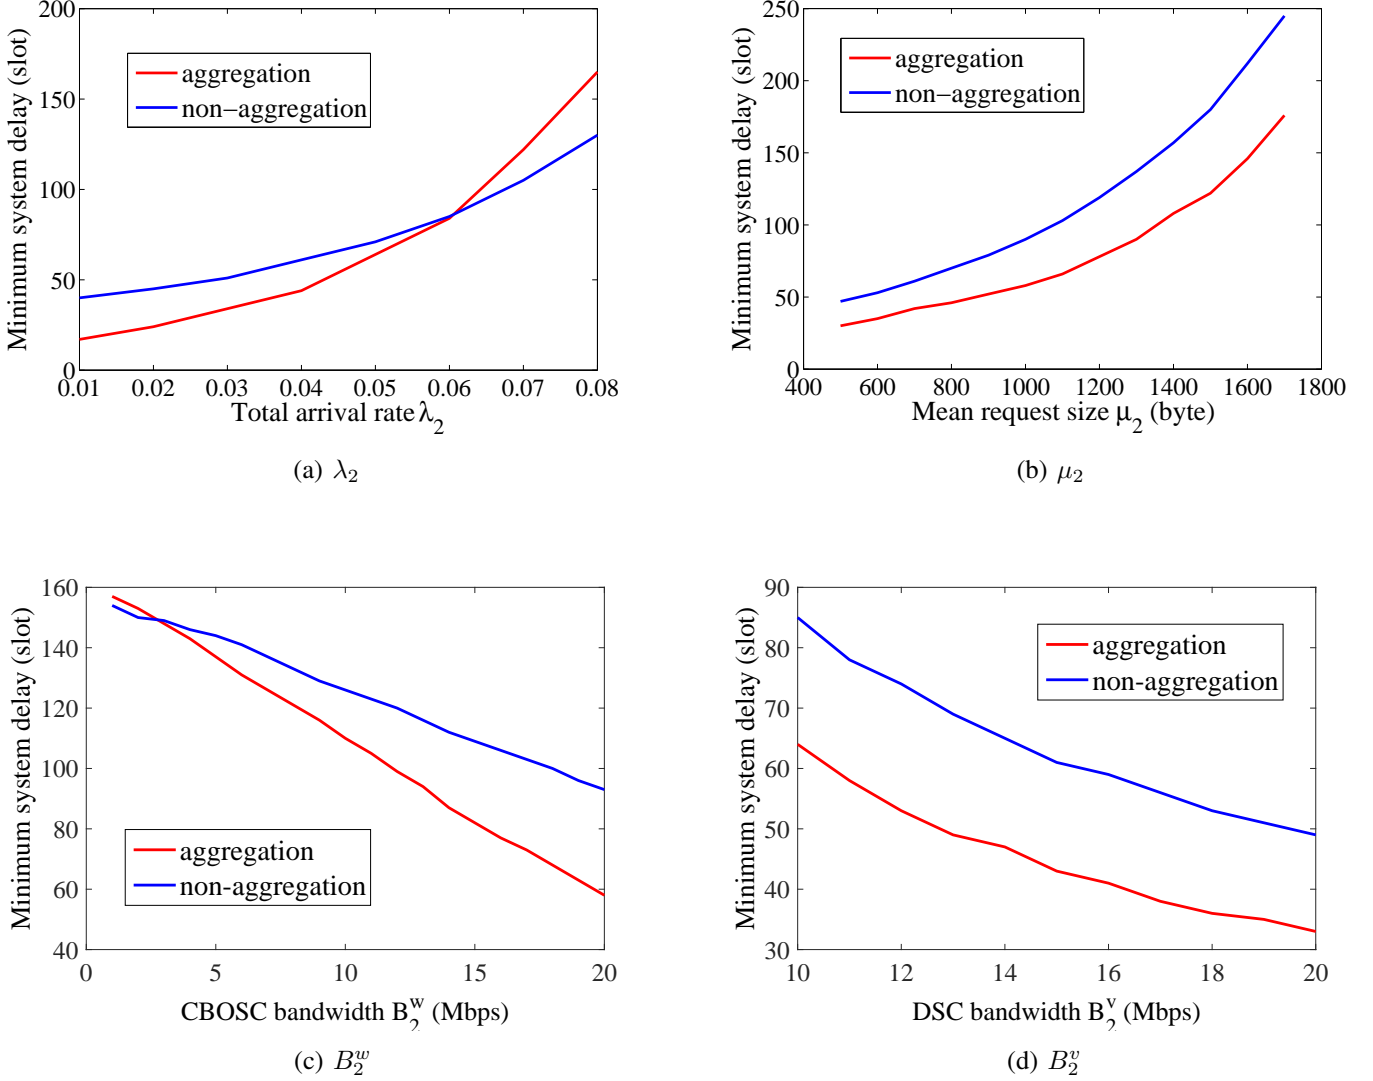 200
150
100
50
0
0.01 0.02 0.03 0.04 0.05 0.06 0.07 0.08
Minimum system delay (slot)
Total arrival rate λ2
aggregation
non−aggregation
(a) λ2
250
200
150
100
50
0
400 600 800 1000 1200 1400 1600 1800
Minimum system delay (slot)
Mean request size μ2 (byte)
aggregation
non−aggregation
(b) μ2
160
140
120
100
80
60
40
0 5 10 15 20
Minimum system delay (slot)
CBOSC bandwidth B2^w (Mbps)
aggregation
non-aggregation
(c) B2^w
90
80
70
60
50
40
30
10 12 14 16 18 20
Minimum system delay (slot)
DSC bandwidth B2^v (Mbps)
aggregation
non-aggregation
(d) B2^v